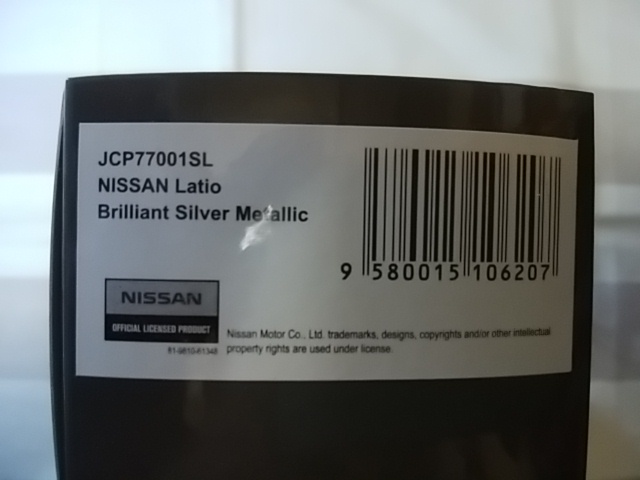 JCP77001SL
NISSAN Latio
Brilliant Silver Metallic
9 580015 106207
NISSAN
OFFICIAL LICENSED PRODUCT
Nissan Motor Co., Ltd. trademarks, designs, copyrights and/or other intellectual
property rights are used under license.